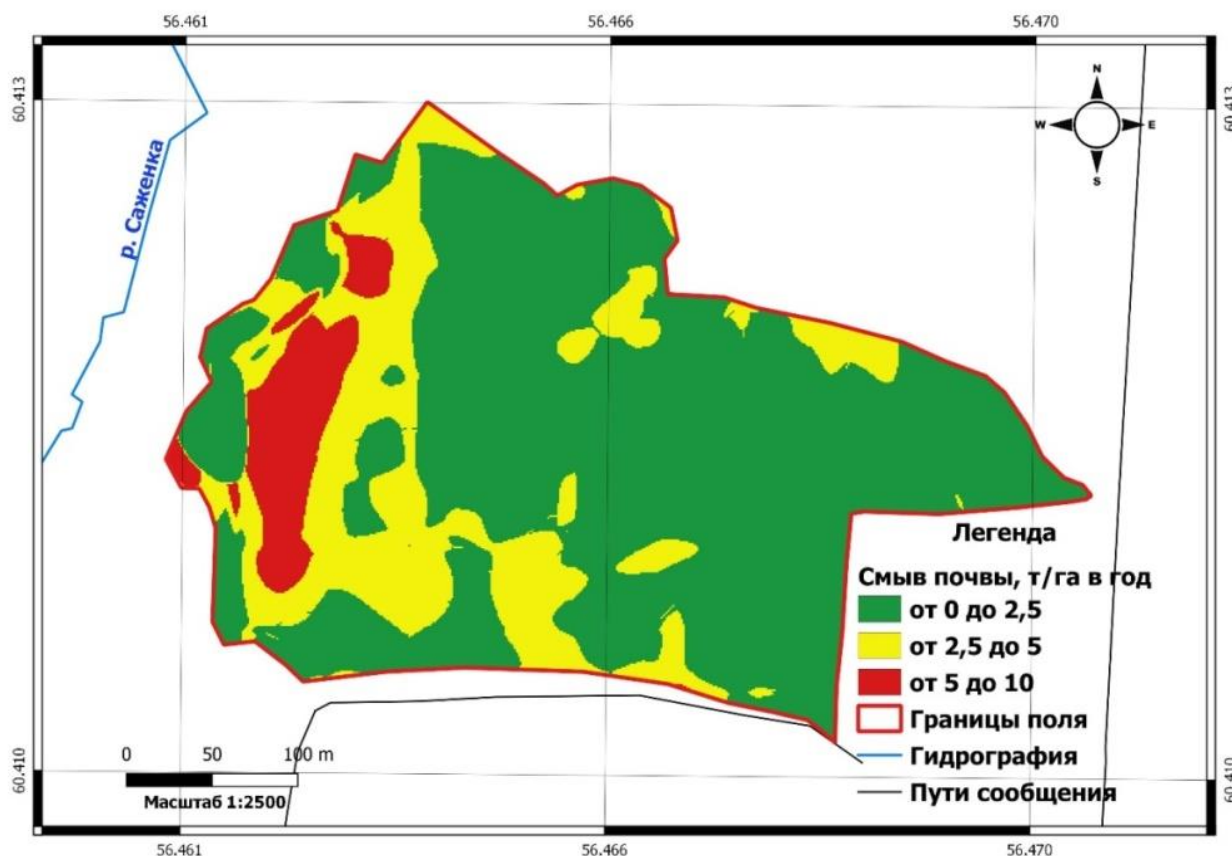 56.461
56.466
56.470
60.413
60.413
N
W
E
S
р. Саженка
Легенда
Смыв почвы, т/га в год
от 0 до 2,5
от 2,5 до 5
от 5 до 10
Границы поля
Гидрография
Пути сообщения
0 50 100 m
Масштаб 1:2500
60.410
60.410
56.461
56.466
56.470